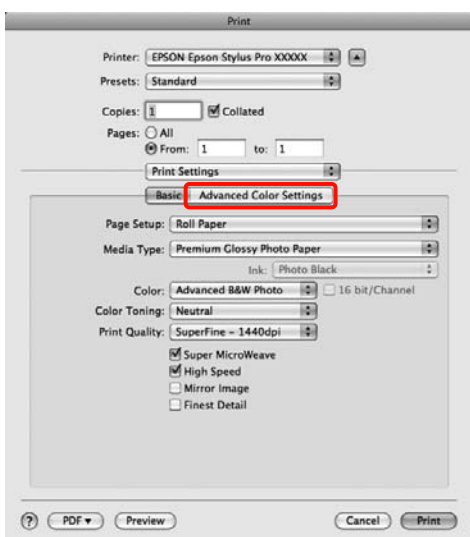 Print
Printer: EPSON Epson Stylus Pro XXXXX
Presets: Standard
Copies: 1 Collated
Pages: All
From: 1 to: 1
Print Settings
Basic Advanced Color Settings
Page Setup: Roll Paper
Media Type: Premium Glossy Photo Paper
Ink: Photo Black
Color: Advanced B&W Photo 16 bit/Channel
Color Toning: Neutral
Print Quality: SuperFine – 1440dpi
Super MicroWeave
High Speed
Mirror Image
Finest Detail
? PDF Preview Cancel Print